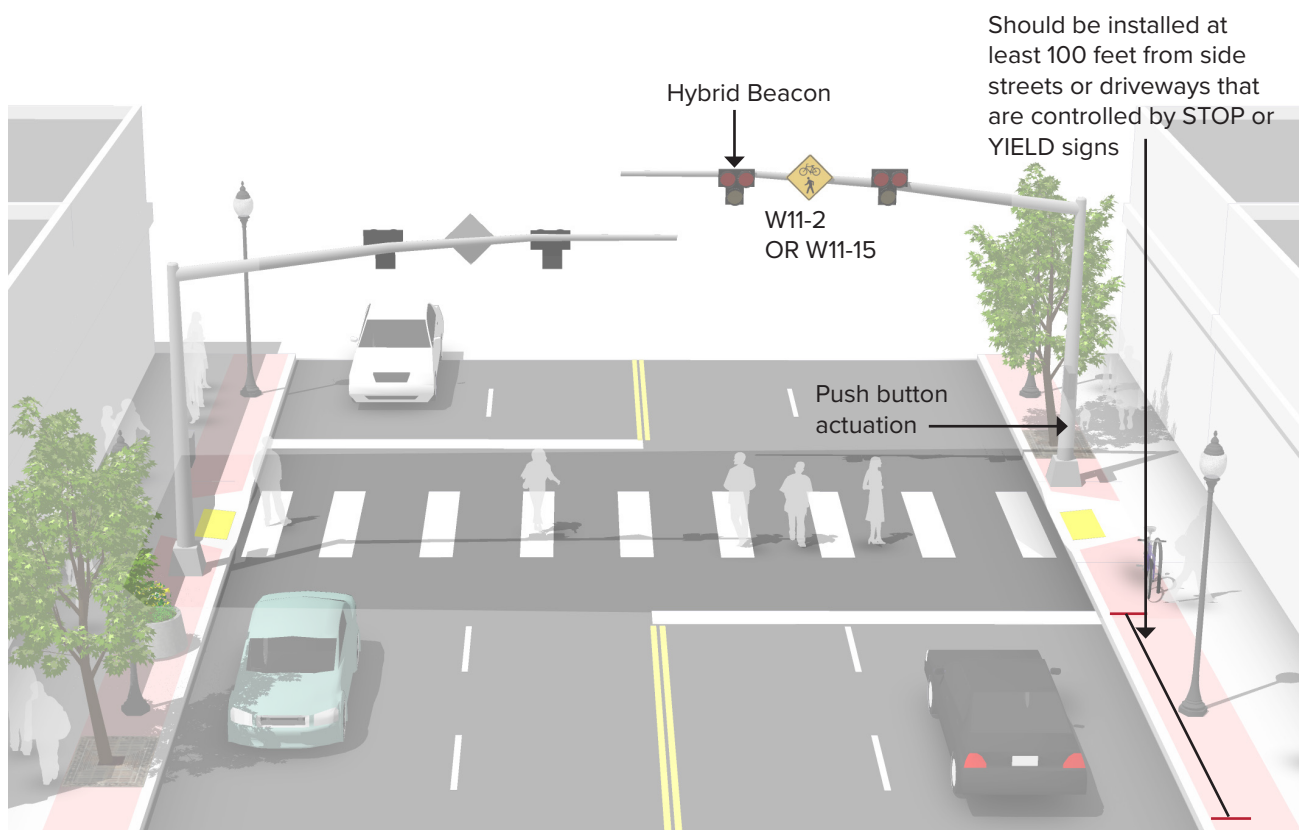 Should be installed at
least 100 feet from side
streets or driveways that
are controlled by STOP or
YIELD signs
Hybrid Beacon
W11-2
OR W11-15
Push button
actuation